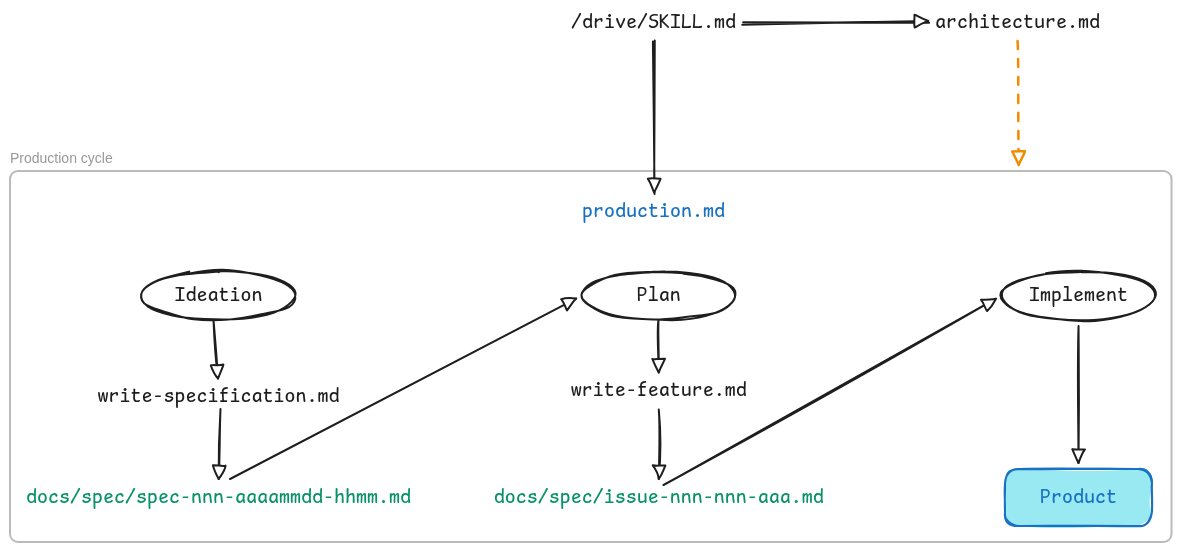 /drive/SKILL.md
architecture.md
Production cycle
production.md
Ideation
Plan
Implement
write-specification.md
write-feature.md
docs/spec/spec-nnn-aaaammdd-hhmm.md
docs/spec/issue-nnn-nnn-aaa.md
Product